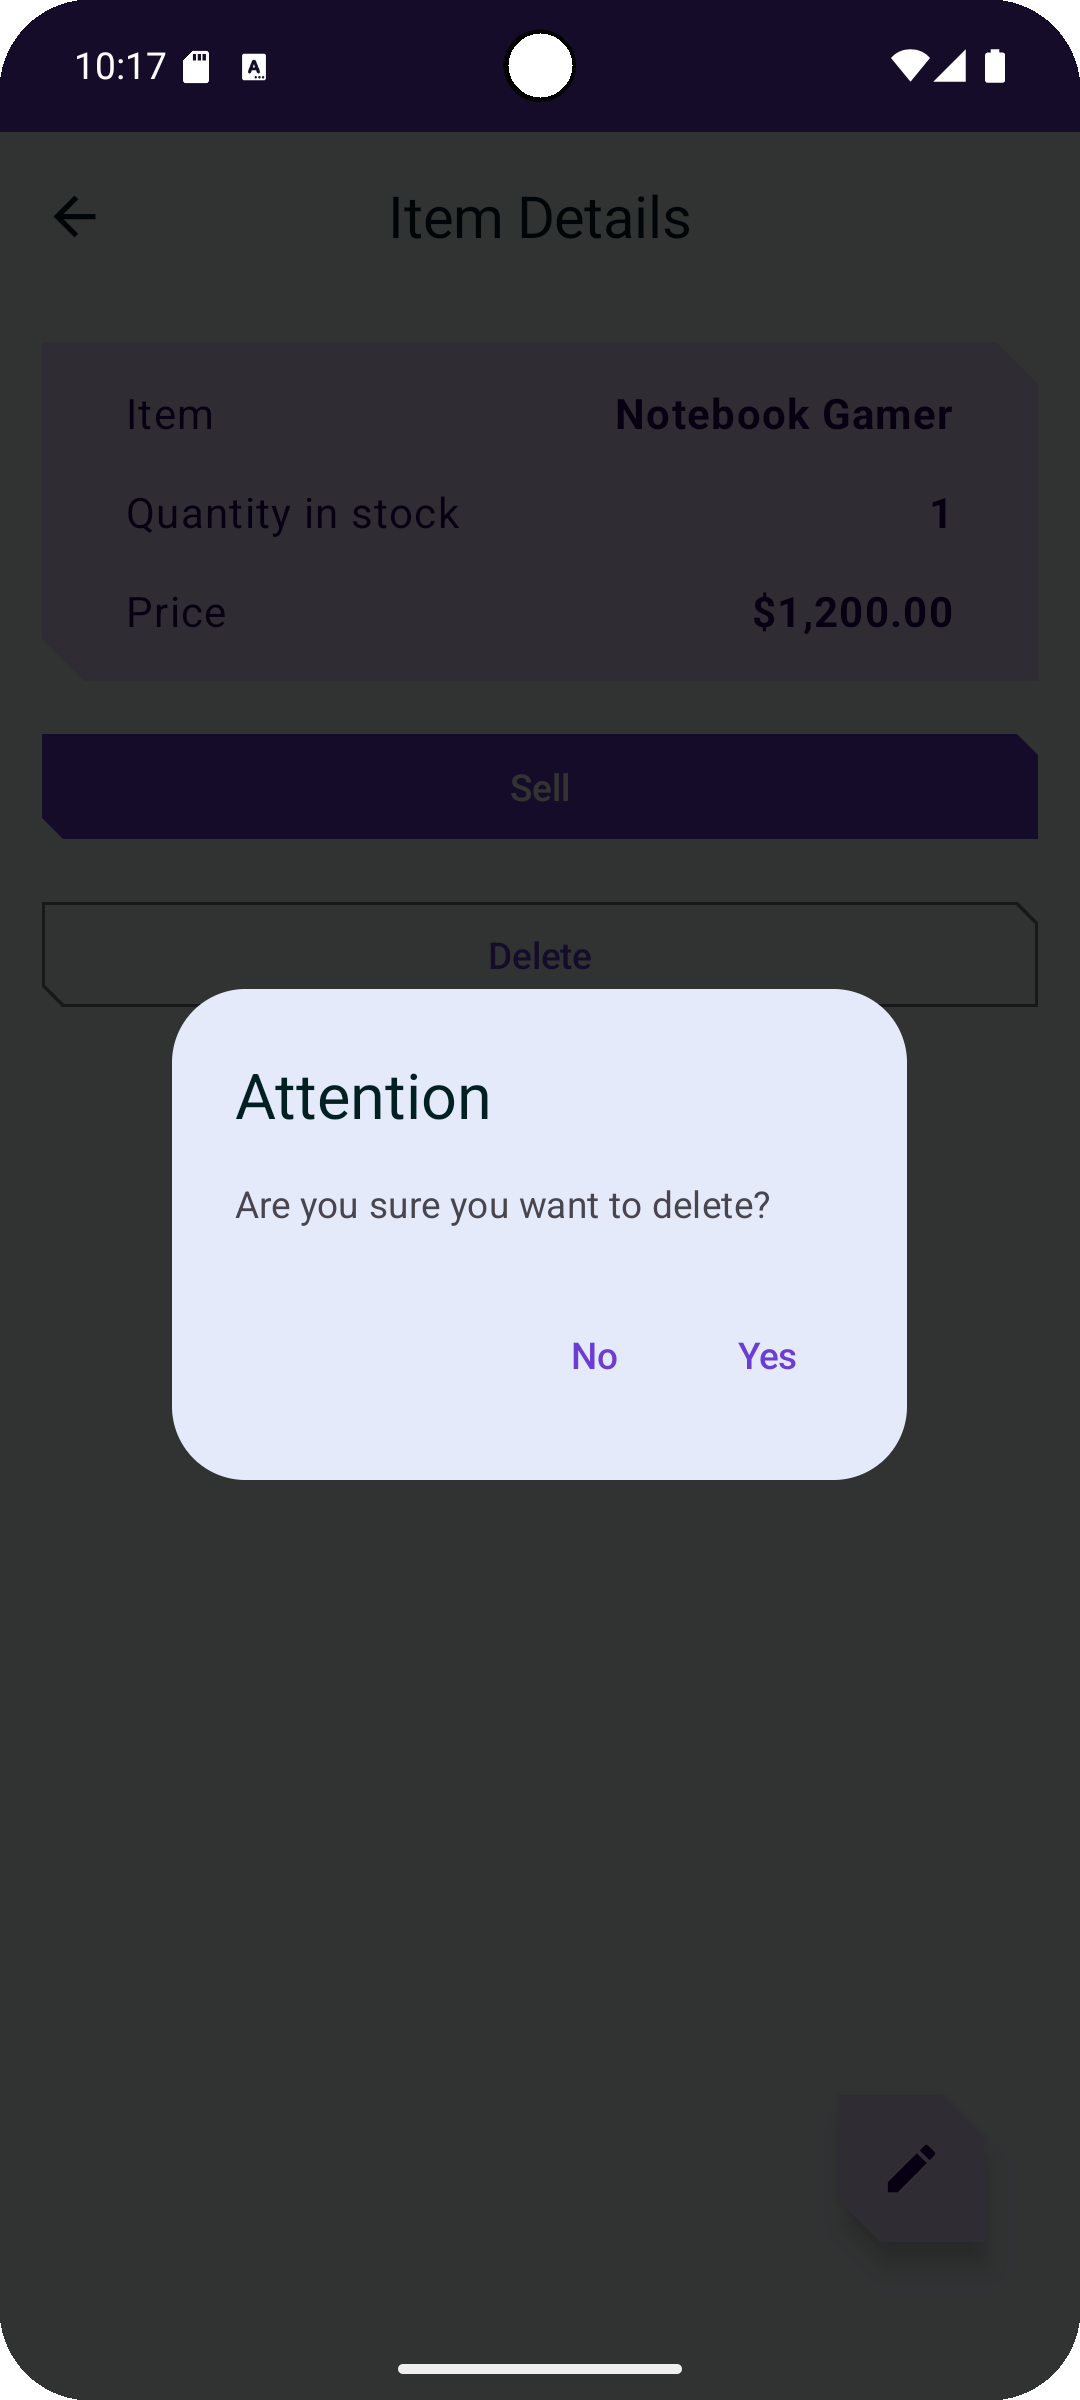 10:17
Item Details
Item Notebook Gamer
Quantity in stock 1
Price $1,200.00
Sell
Delete
Attention
Are you sure you want to delete?
No Yes